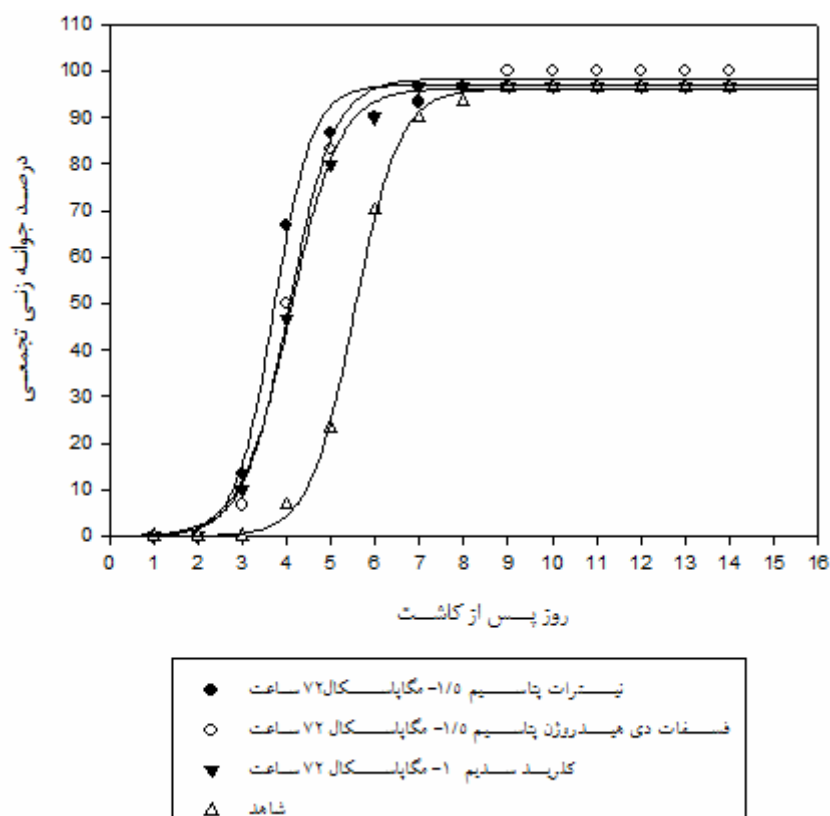 110
100
90
80
70
60
50
40
30
20
10
0
درصد جوانه زنی تجمعی
0 1 2 3 4 5 6 7 8 9 10 11 12 13 14 15 16
روز پس از کاشت
نیترات پتاسیم ۱/۵- مگاپاسکال۷۲ ساعت
فسفات دی هیدروژن پتاسیم ۱/۵- مگاپاسکال ۷۲ ساعت
کلرید سدیم ۱- مگاپاسکال ۷۲ ساعت
شاهد